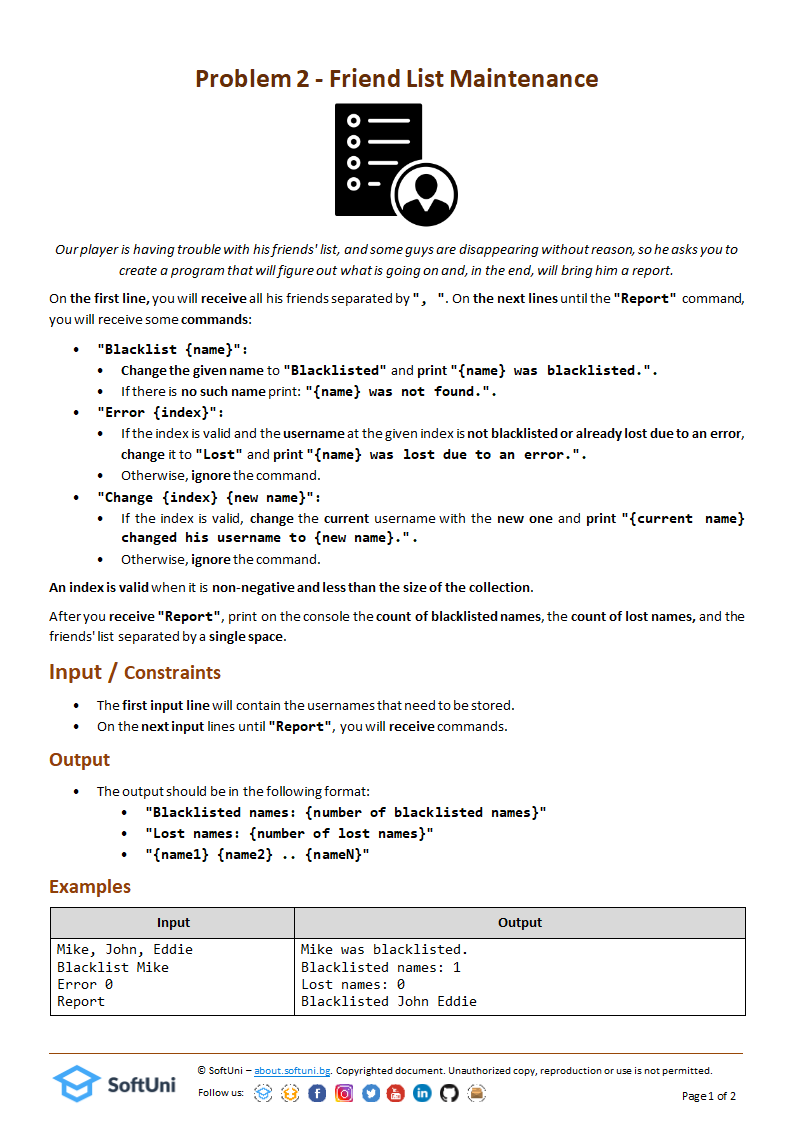 Problem 2 - Friend List Maintenance
Our player is having trouble with his friends' list, and some guys are disappearing without reason, so he asks you to
create a program that will figure out what is going on and, in the end, will bring him a report.
On the first line, you will receive all his friends separated by ", ". On the next lines until the "Report" command,
you will receive some commands:
• "Blacklist {name}":
• Change the given name to "Blacklisted" and print "{name} was blacklisted.".
• If there is no such name print: "{name} was not found.".
• "Error {index}":
• If the index is valid and the username at the given index is not blacklisted or already lost due to an error,
change it to "Lost" and print "{name} was lost due to an error.".
• Otherwise, ignore the command.
• "Change {index} {new name}":
• If the index is valid, change the current username with the new one and print "{current name}
changed his username to {new name}.".
• Otherwise, ignore the command.
An index is valid when it is non-negative and less than the size of the collection.
After you receive "Report", print on the console the count of blacklisted names, the count of lost names, and the
friends' list separated by a single space.
Input / Constraints
• The first input line will contain the usernames that need to be stored.
• On the next input lines until "Report", you will receive commands.
Output
• The output should be in the following format:
• "Blacklisted names: {number of blacklisted names}"
• "Lost names: {number of lost names}"
• "{name1} {name2} .. {nameN}"
Examples
Input Output
Mike, John, Eddie Mike was blacklisted.
Blacklist Mike Blacklisted names: 1
Error 0 Lost names: 0
Report Blacklisted John Eddie
SoftUni
© SoftUni – about.softuni.bg. Copyrighted document. Unauthorized copy, reproduction or use is not permitted.
Follow us:
Page 1 of 2